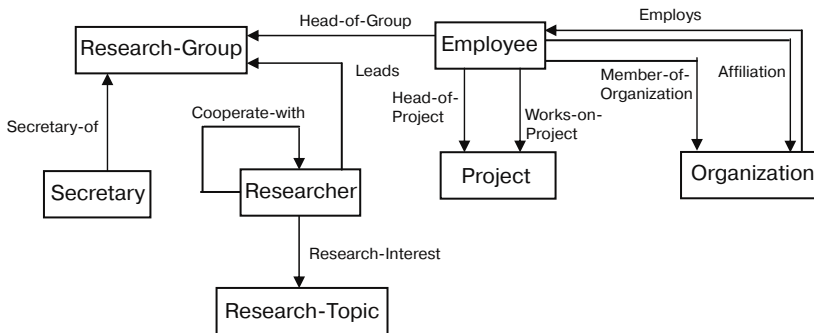 Head-of-Group
Employs
Research-Group
Employee
Leads
Member-of-
Organization
Affiliation
Head-of-
Project
Cooperate-with
Works-on-
Project
Secretary-of
Secretary
Researcher
Project
Organization
Research-Interest
Research-Topic